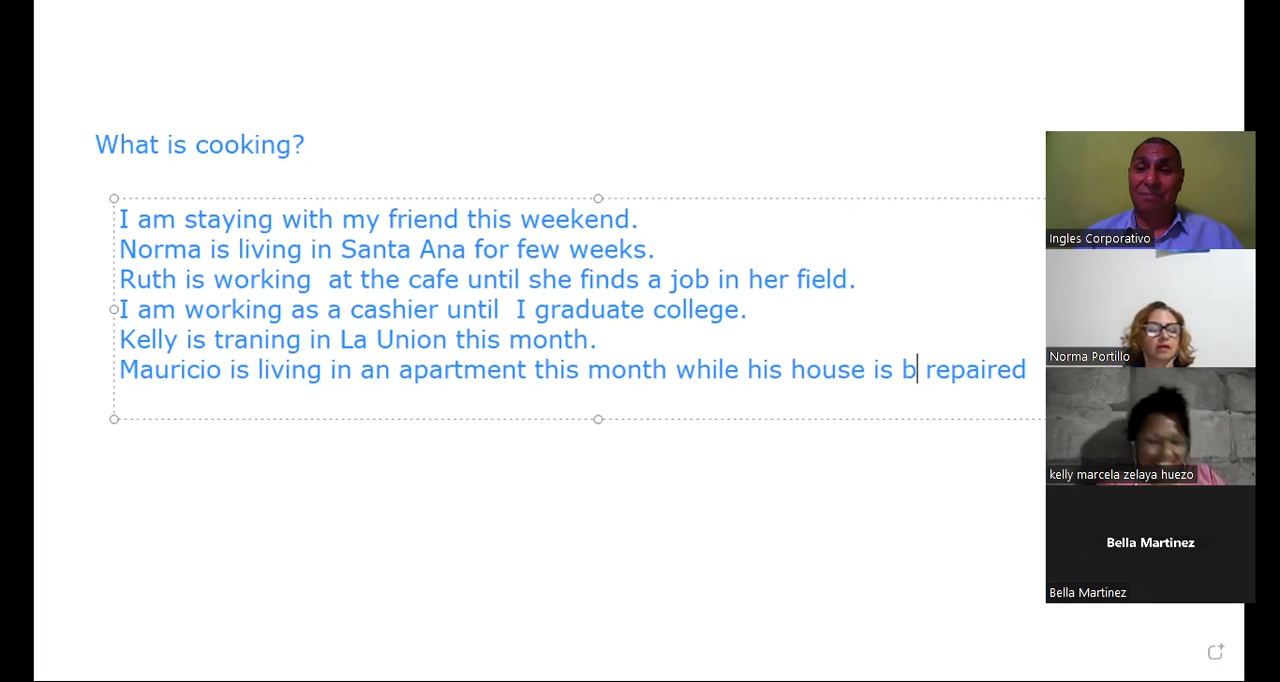 What is cooking?
I am staying with my friend this weekend.
Norma is living in Santa Ana for few weeks.
Ruth is working  at the cafe until she finds a job in her field.
I am working as a cashier until  I graduate college.
Kelly is traning in La Union this month.
Mauricio is living in an apartment this month while his house is b repaired
Ingles Corporativo
Norma Portillo
kelly marcela zelaya huezo
Bella Martinez
Bella Martinez